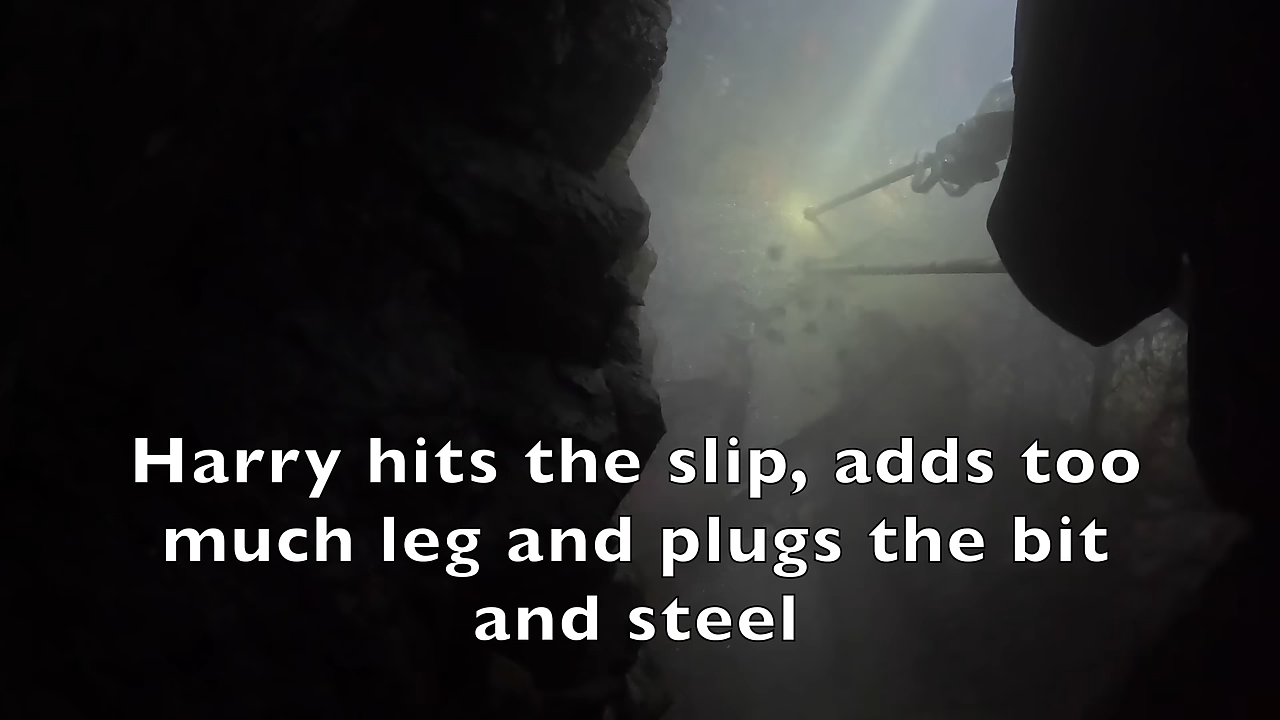 Harry hits the slip, adds too
much leg and plugs the bit
and steel